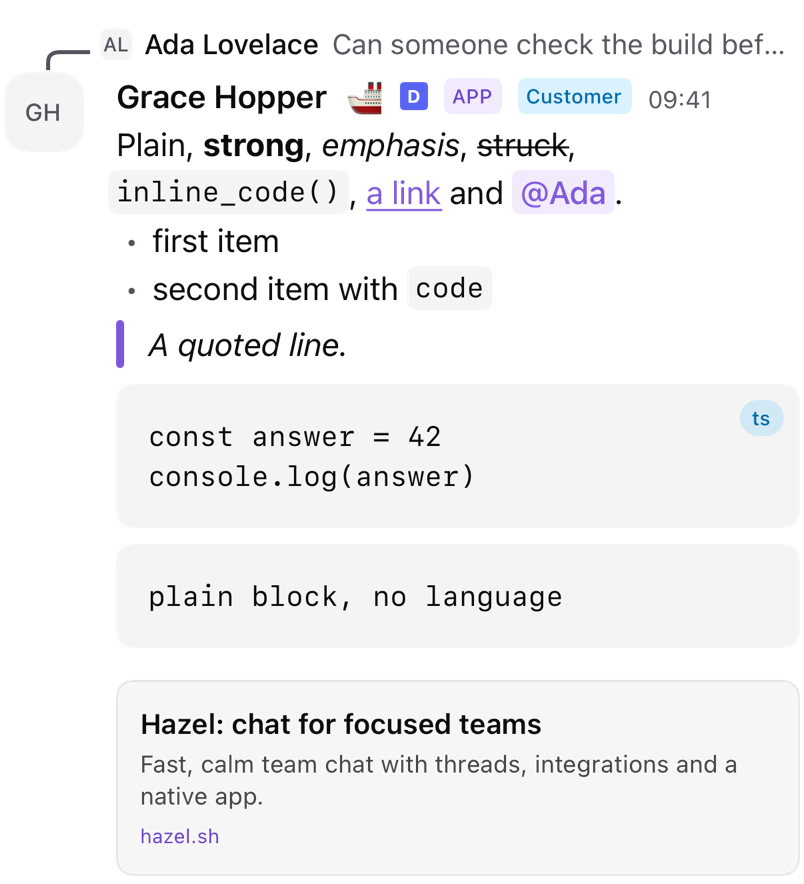 AL Ada Lovelace Can someone check the build bef...
GH
Grace Hopper 🚢 D APP Customer 09:41
Plain, strong, emphasis, struck,
inline_code(), a link and @Ada.
• first item
• second item with code
A quoted line.
ts
const answer = 42
console.log(answer)
plain block, no language
Hazel: chat for focused teams
Fast, calm team chat with threads, integrations and a
native app.
hazel.sh